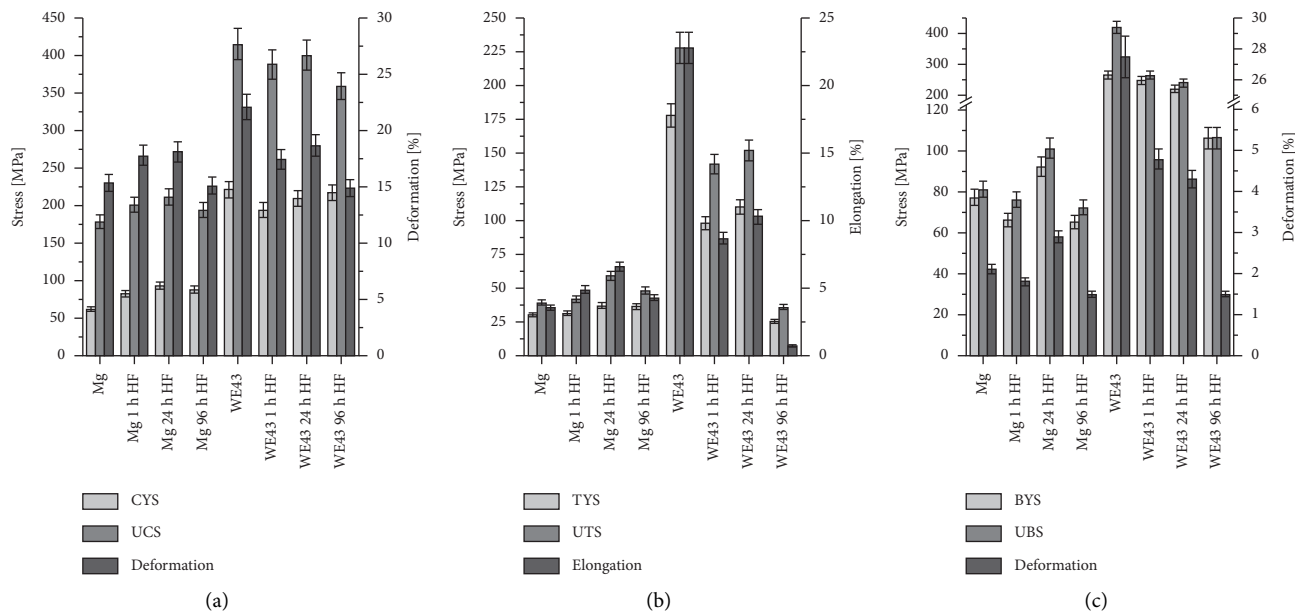 450
400
350
300
250
200
150
100
50
0
Stress [MPa]
30
25
20
15
10
5
0
Deformation [%]
Mg
Mg 1 h HF
Mg 24 h HF
Mg 96 h HF
WE43
WE43 1 h HF
WE43 24 h HF
WE43 96 h HF
CYS
UCS
Deformation
(a)
250
225
200
175
150
125
100
75
50
25
0
Stress [MPa]
25
20
15
10
5
0
Elongation [%]
Mg
Mg 1 h HF
Mg 24 h HF
Mg 96 h HF
WE43
WE43 1 h HF
WE43 24 h HF
WE43 96 h HF
TYS
UTS
Elongation
(b)
400
300
200
120
100
80
60
40
20
0
Stress [MPa]
30
28
26
6
5
4
3
2
1
0
Deformation [%]
Mg
Mg 1 h HF
Mg 24 h HF
Mg 96 h HF
WE43
WE43 1 h HF
WE43 24 h HF
WE43 96 h HF
BYS
UBS
Deformation
(c)